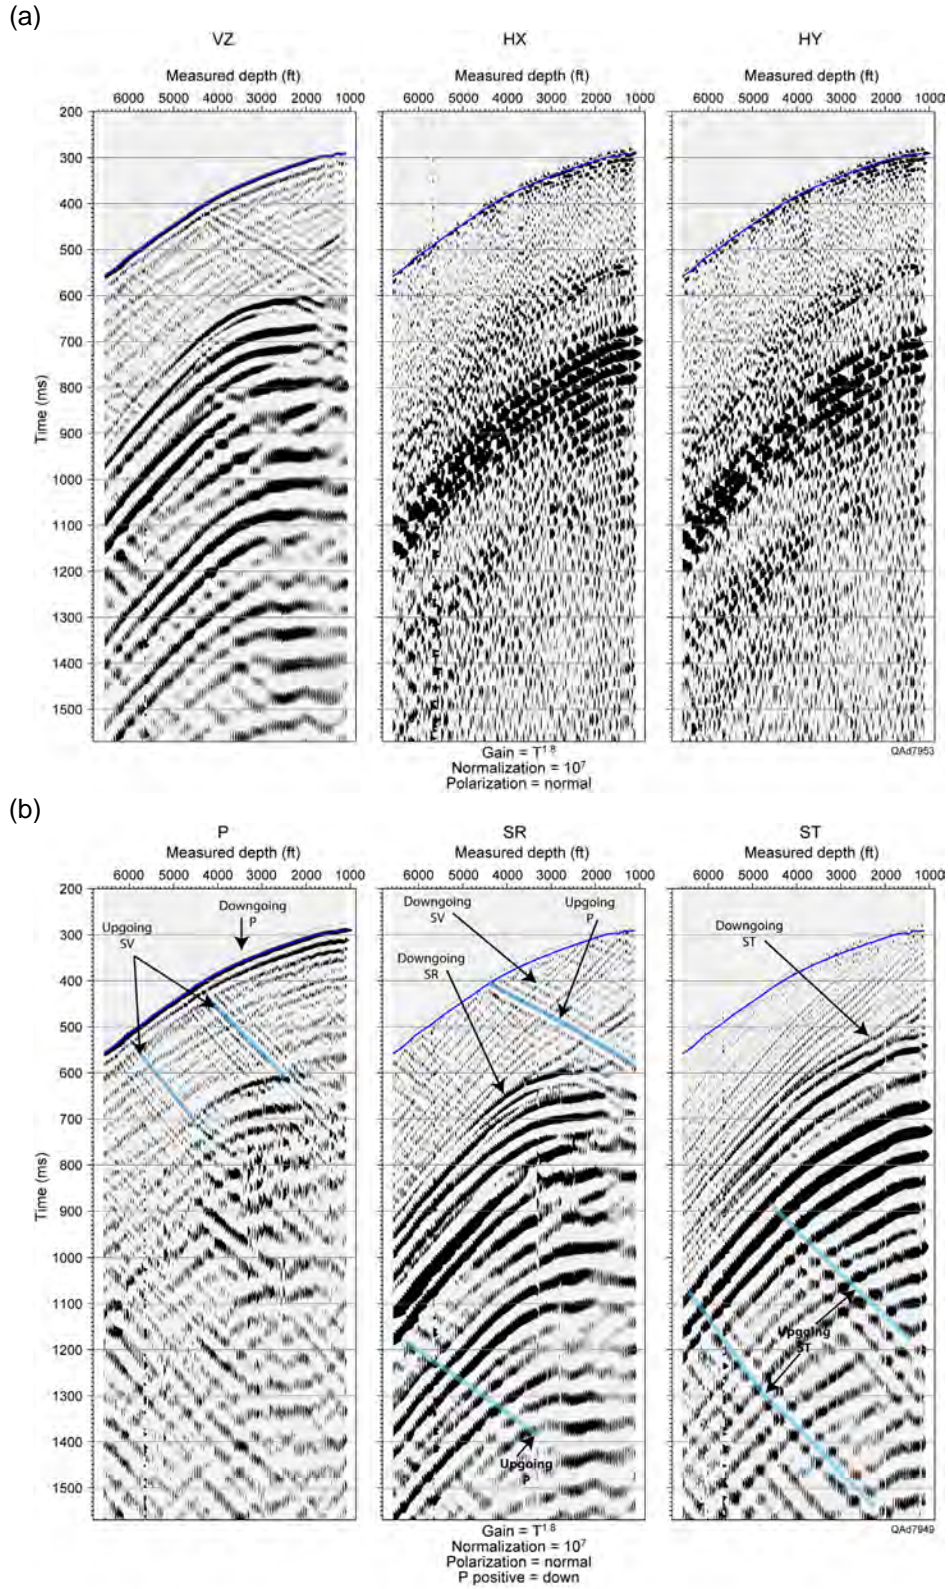 (a)
VZ HX HY
Measured depth (ft) Measured depth (ft) Measured depth (ft)
6000 5000 4000 3000 2000 1000 6000 5000 4000 3000 2000 1000 6000 5000 4000 3000 2000 1000
200
300
400
500
600
700
800
900
1000
1100
1200
1300
1400
1500
Time (ms)
Gain = T^1.8
Normalization = 10^7
Polarization = normal
QAd7953
(b)
P SR ST
Measured depth (ft) Measured depth (ft) Measured depth (ft)
6000 5000 4000 3000 2000 1000 6000 5000 4000 3000 2000 1000 6000 5000 4000 3000 2000 1000
200
300
400
500
600
700
800
900
1000
1100
1200
1300
1400
1500
Time (ms)
Upgoing
SV
Downgoing
P
Downgoing
SV
Upgoing
P
Downgoing
SR
Upgoing
P
Downgoing
ST
Upgoing
ST
Gain = T^1.8
Normalization = 10^7
Polarization = normal
P positive = down
QAd7949